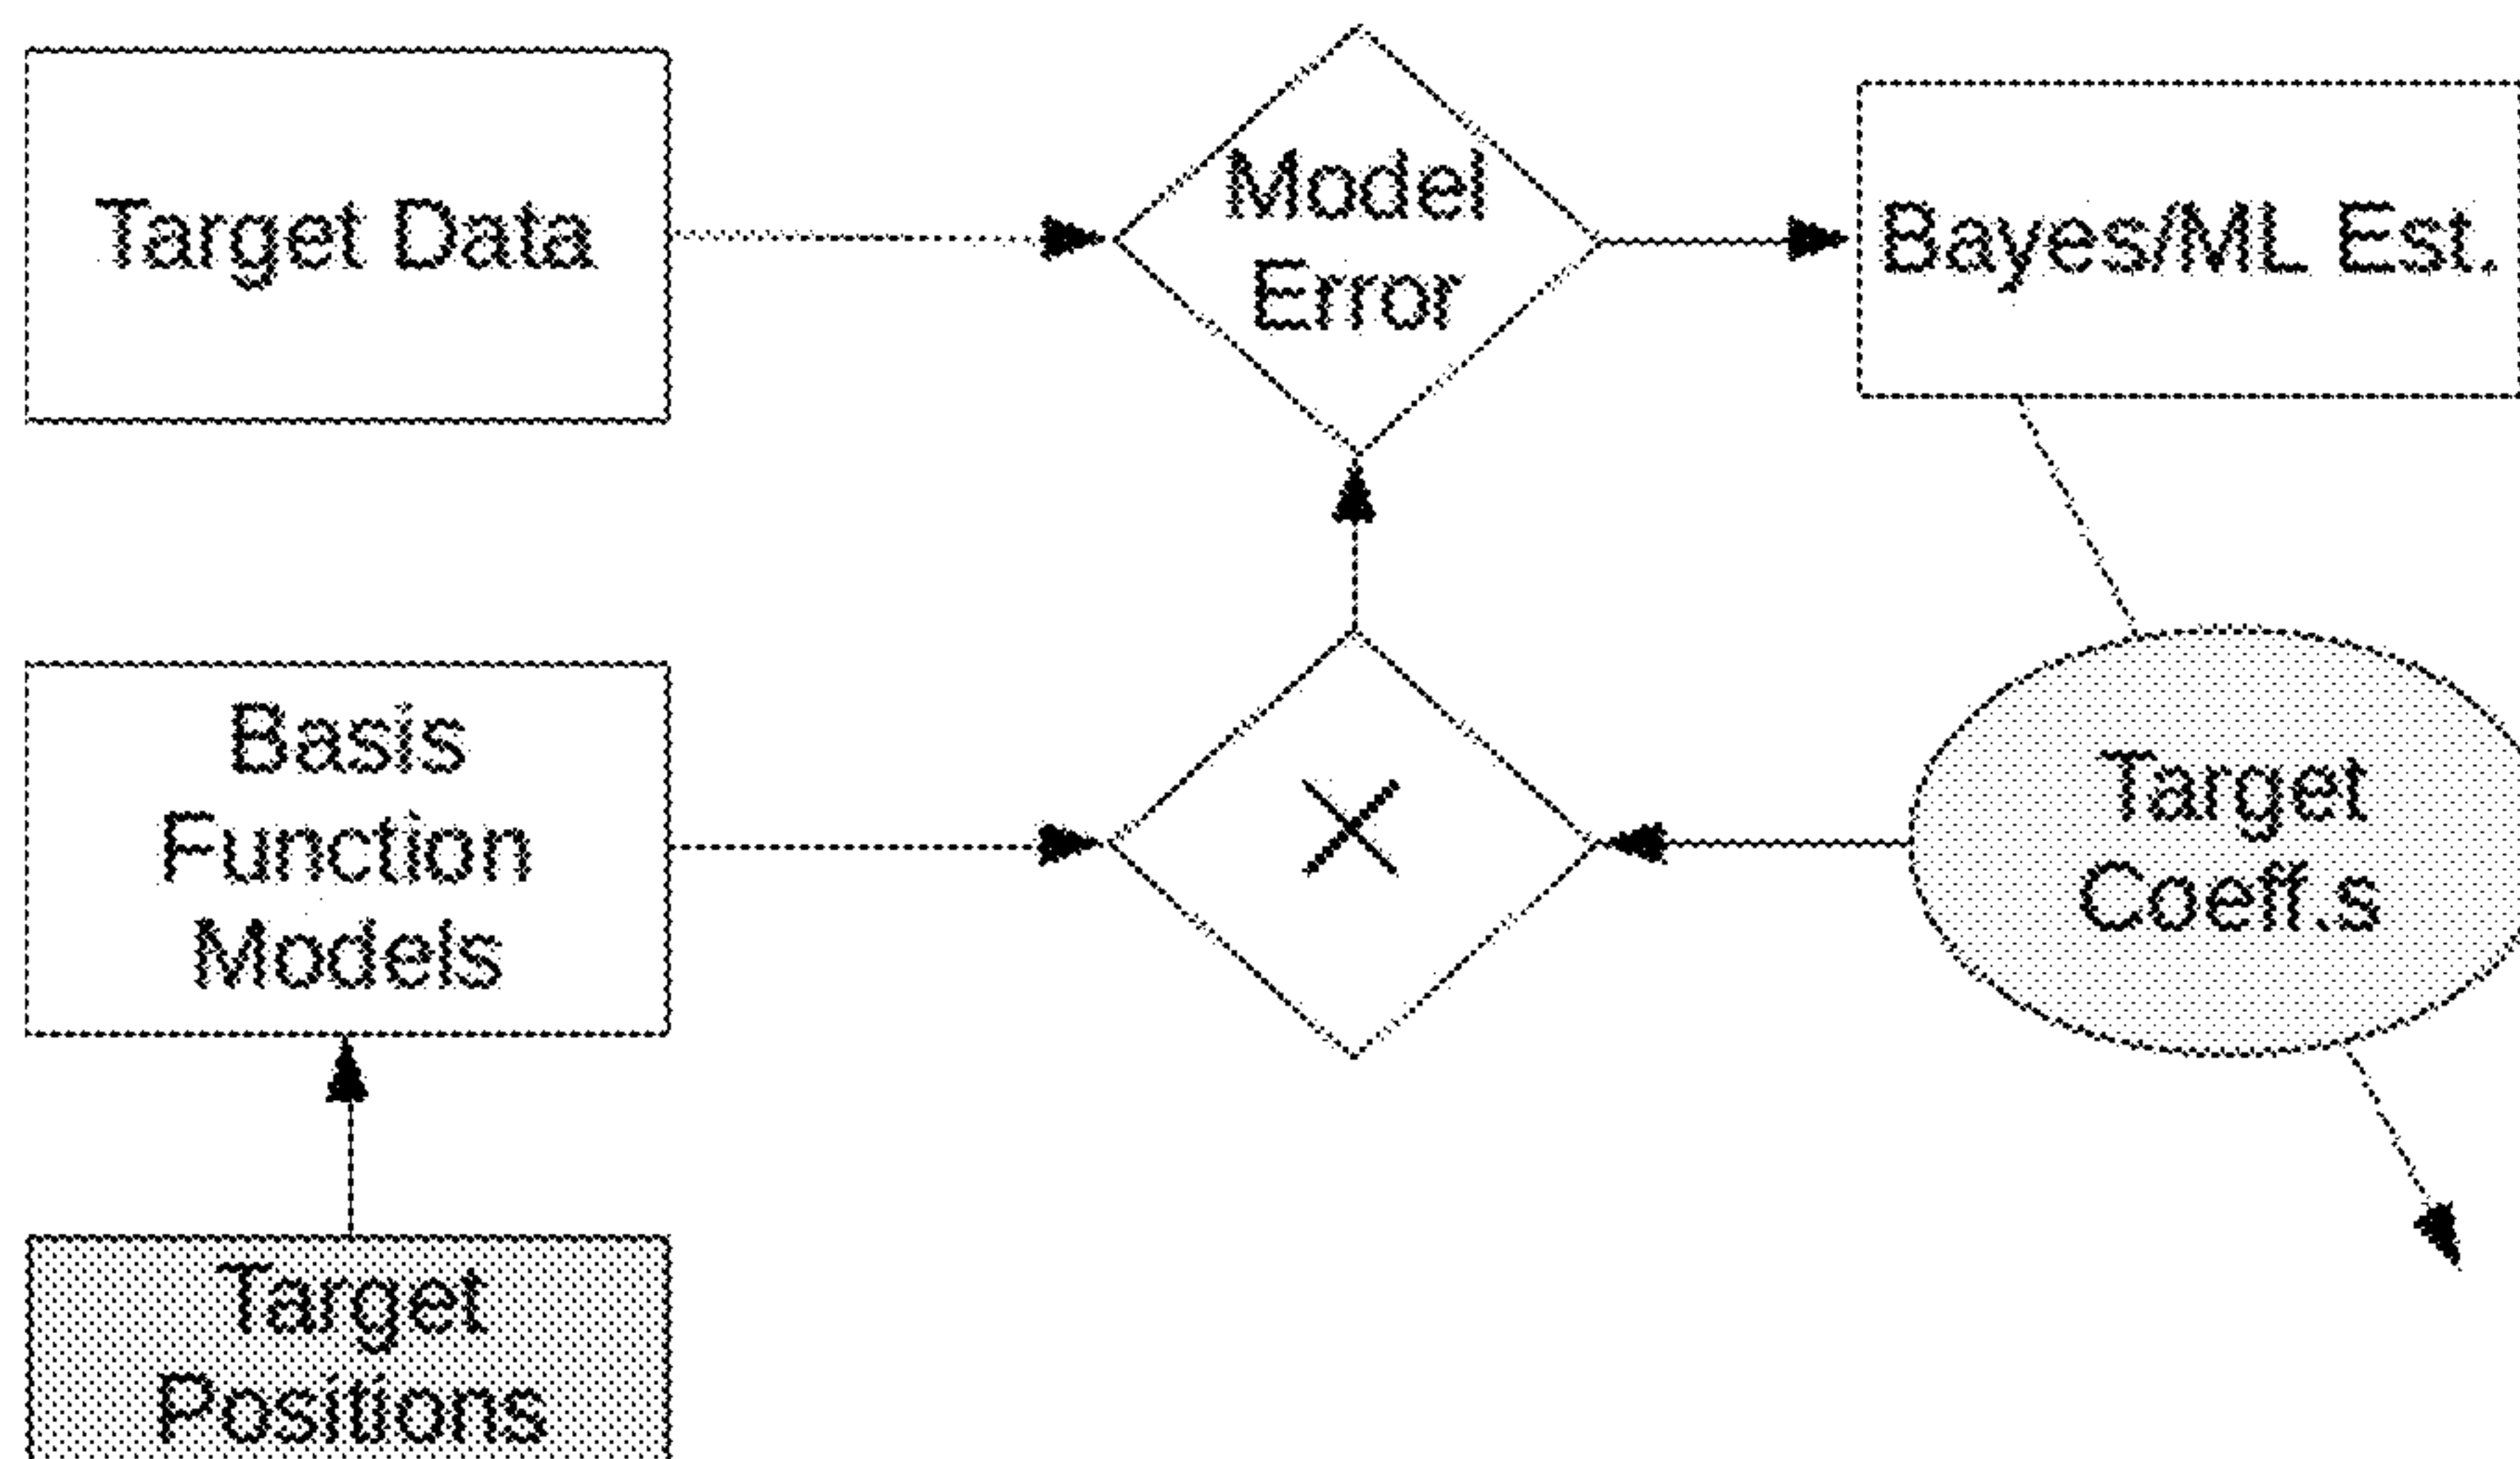 Target Data
Model
Error
Bayes/ML Est.
Basis
Function
Models
×
Target
Coeff.s
Target
Positions